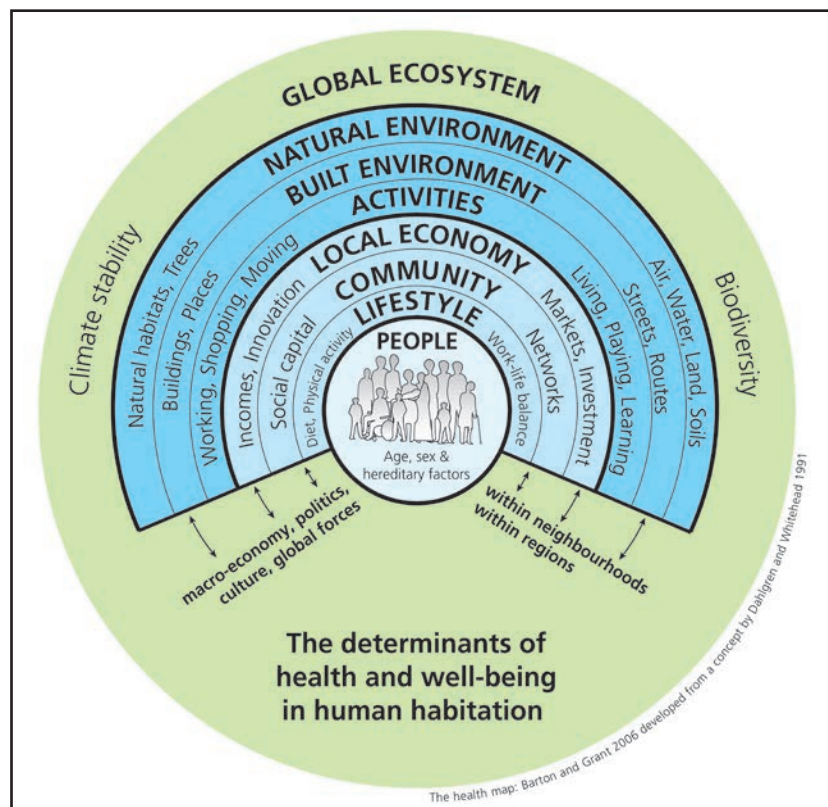 GLOBAL ECOSYSTEM
NATURAL ENVIRONMENT
BUILT ENVIRONMENT
ACTIVITIES
LOCAL ECONOMY
COMMUNITY
LIFESTYLE
PEOPLE
Age, sex &
hereditary factors
Climate stability
Natural habitats, Trees
Buildings, Places
Working, Shopping, Moving
Incomes, Innovation
Social capital
Diet, Physical activity
Work-life balance
Networks
Markets, Investment
Living, Playing, Learning
Streets, Routes
Air, Water, Land, Soils
Biodiversity
macro-economy, politics,
culture, global forces
within neighbourhoods
within regions
The determinants of
health and well-being
in human habitation
The health map: Barton and Grant 2006 developed from a concept by Dahlgren and Whitehead 1991